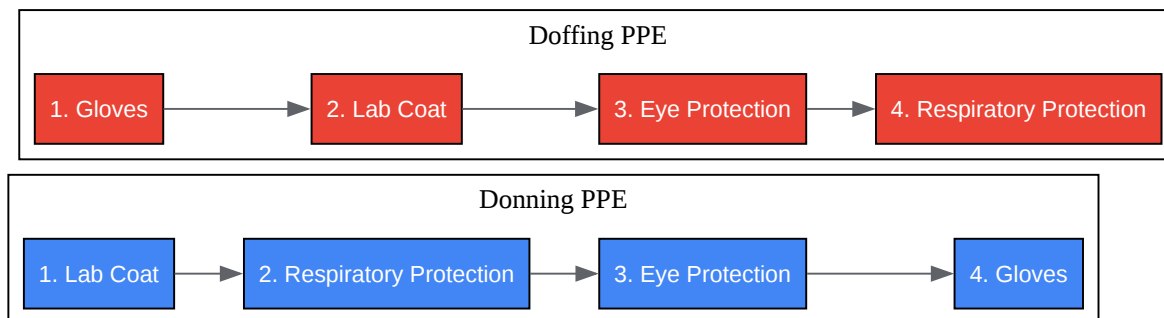 Doffing PPE
1. Gloves
2. Lab Coat
3. Eye Protection
4. Respiratory Protection
Donning PPE
1. Lab Coat
2. Respiratory Protection
3. Eye Protection
4. Gloves